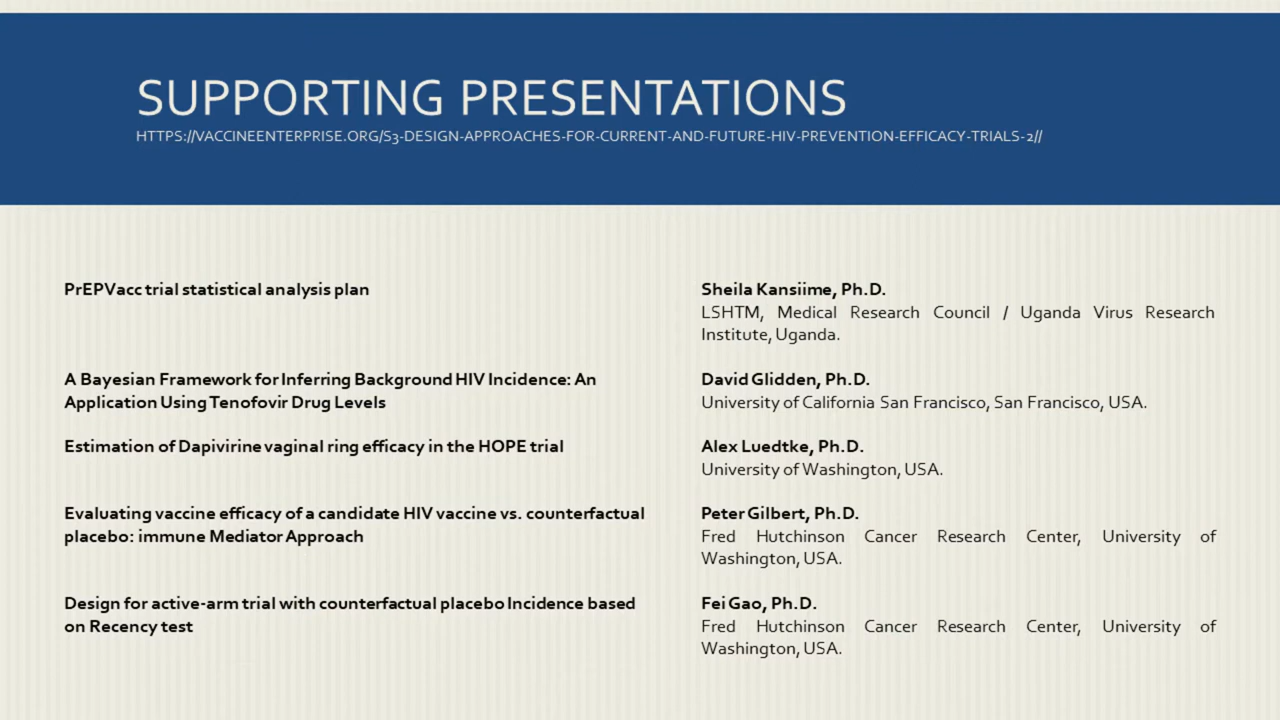 SUPPORTING PRESENTATIONS
HTTPS://VACCINEENTERPRISE.ORG/S3-DESIGN-APPROACHES-FOR-CURRENT-AND-FUTURE-HIV-PREVENTION-EFFICACY-TRIALS-2//
PrEPVacc trial statistical analysis plan
Sheila Kansiime, Ph.D.
LSHTM, Medical Research Council / Uganda Virus Research
Institute, Uganda.
A Bayesian Framework for Inferring Background HIV Incidence: An
Application Using Tenofovir Drug Levels
David Glidden, Ph.D.
University of California San Francisco, San Francisco, USA.
Estimation of Dapivirine vaginal ring efficacy in the HOPE trial
Alex Luedtke, Ph.D.
University of Washington, USA.
Evaluating vaccine efficacy of a candidate HIV vaccine vs. counterfactual
placebo: immune Mediator Approach
Peter Gilbert, Ph.D.
Fred Hutchinson Cancer Research Center, University of
Washington, USA.
Design for active-arm trial with counterfactual placebo Incidence based
on Recency test
Fei Gao, Ph.D.
Fred Hutchinson Cancer Research Center, University of
Washington, USA.